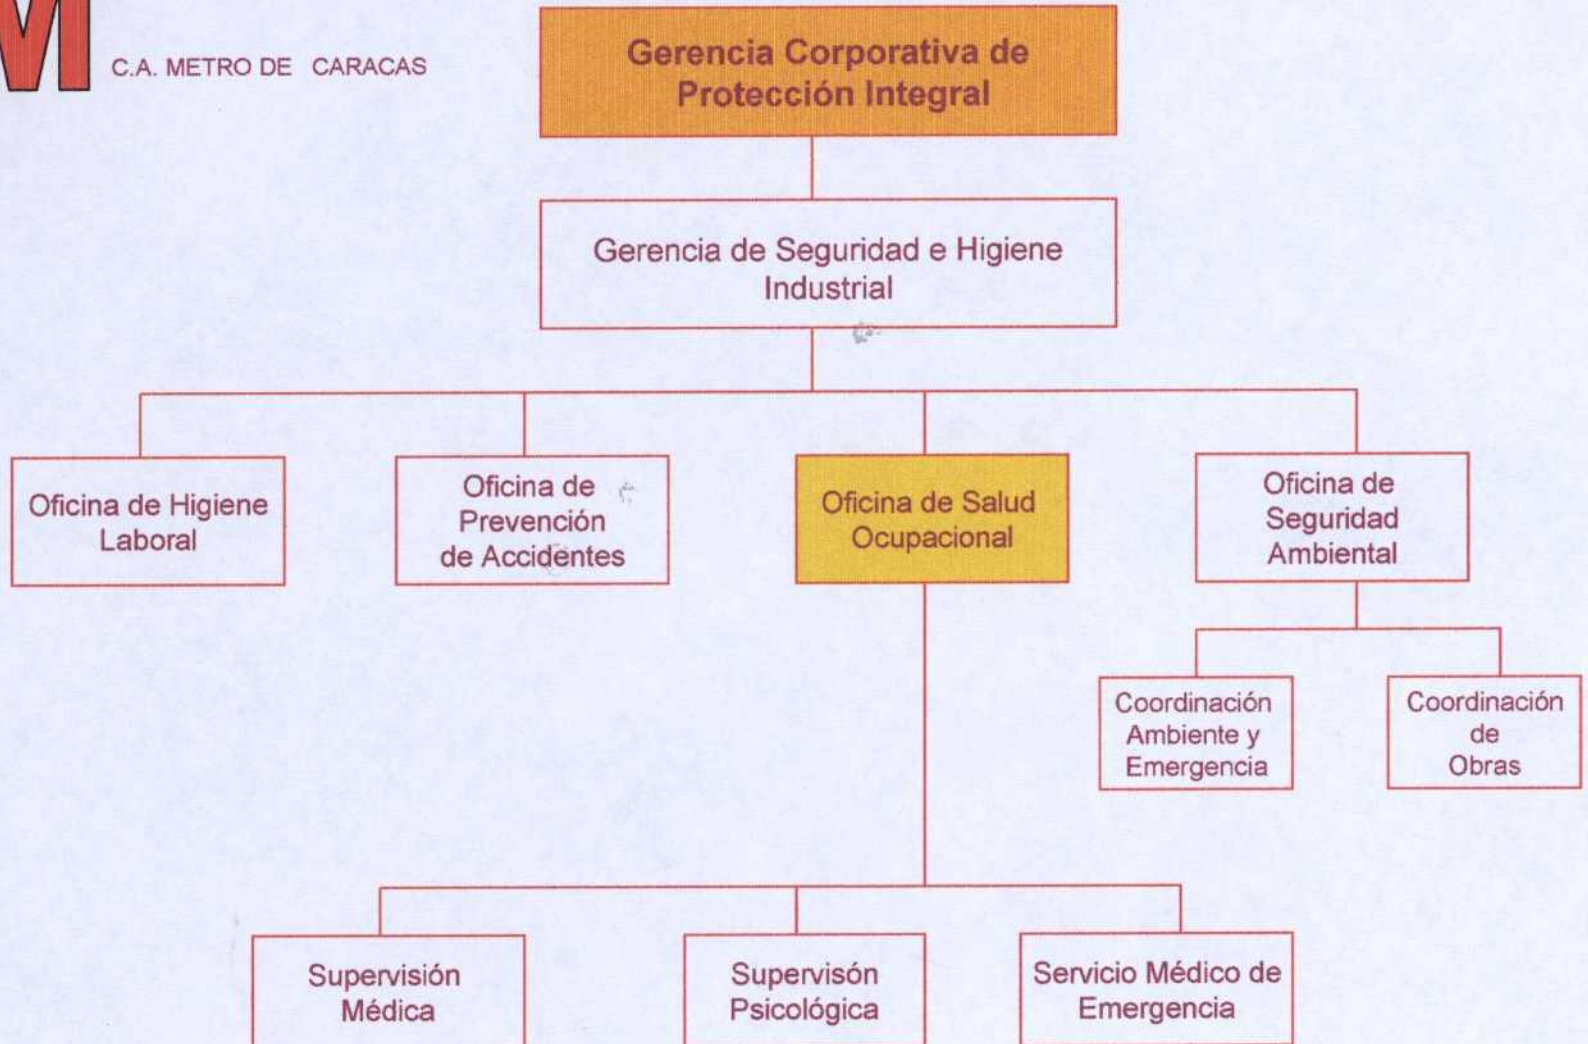 M
C.A. METRO DE CARACAS
Gerencia Corporativa de
Protección Integral
Gerencia de Seguridad e Higiene
Industrial
Oficina de Higiene
Laboral
Oficina de
Prevención
de Accidentes
Oficina de Salud
Ocupacional
Oficina de
Seguridad
Ambiental
Coordinación
Ambiente y
Emergencia
Coordinación
de
Obras
Supervisión
Médica
Supervisón
Psicológica
Servicio Médico de
Emergencia